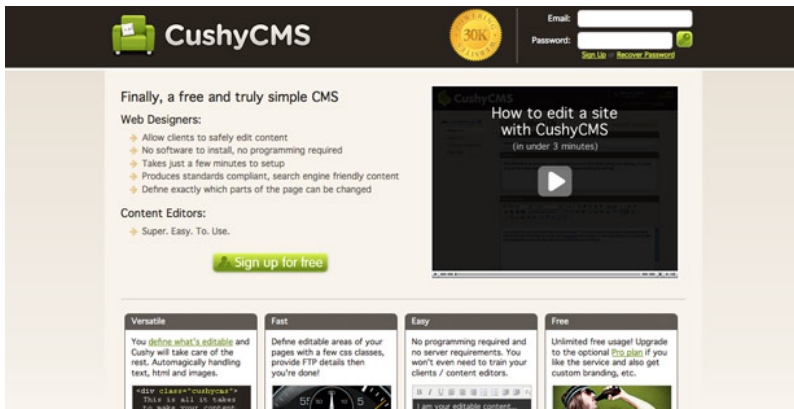 CushyCMS
POWERING
30K
WEBSITES
Email:
Password:
Sign Up or Recover Password
Finally, a free and truly simple CMS
Web Designers:
Allow clients to safely edit content
No software to install, no programming required
Takes just a few minutes to setup
Produces standards compliant, search engine friendly content
Define exactly which parts of the page can be changed
Content Editors:
Super. Easy. To. Use.
Sign up for free
CushyCMS
How to edit a site
with CushyCMS
(in under 3 minutes)
Versatile
You define what's editable and
Cushy will take care of the
rest. Automagically handling
text, html and images.
<div class="cushycms">
This is all it takes
to make your content
Fast
Define editable areas of your
pages with a few css classes,
provide FTP details then
you're done!
Easy
No programming required and
no server requirements. You
won't even need to train your
clients / content editors.
B I U
I am your editable content...
Free
Unlimited free usage! Upgrade
to the optional Pro plan if you
like the service and also get
custom branding, etc.